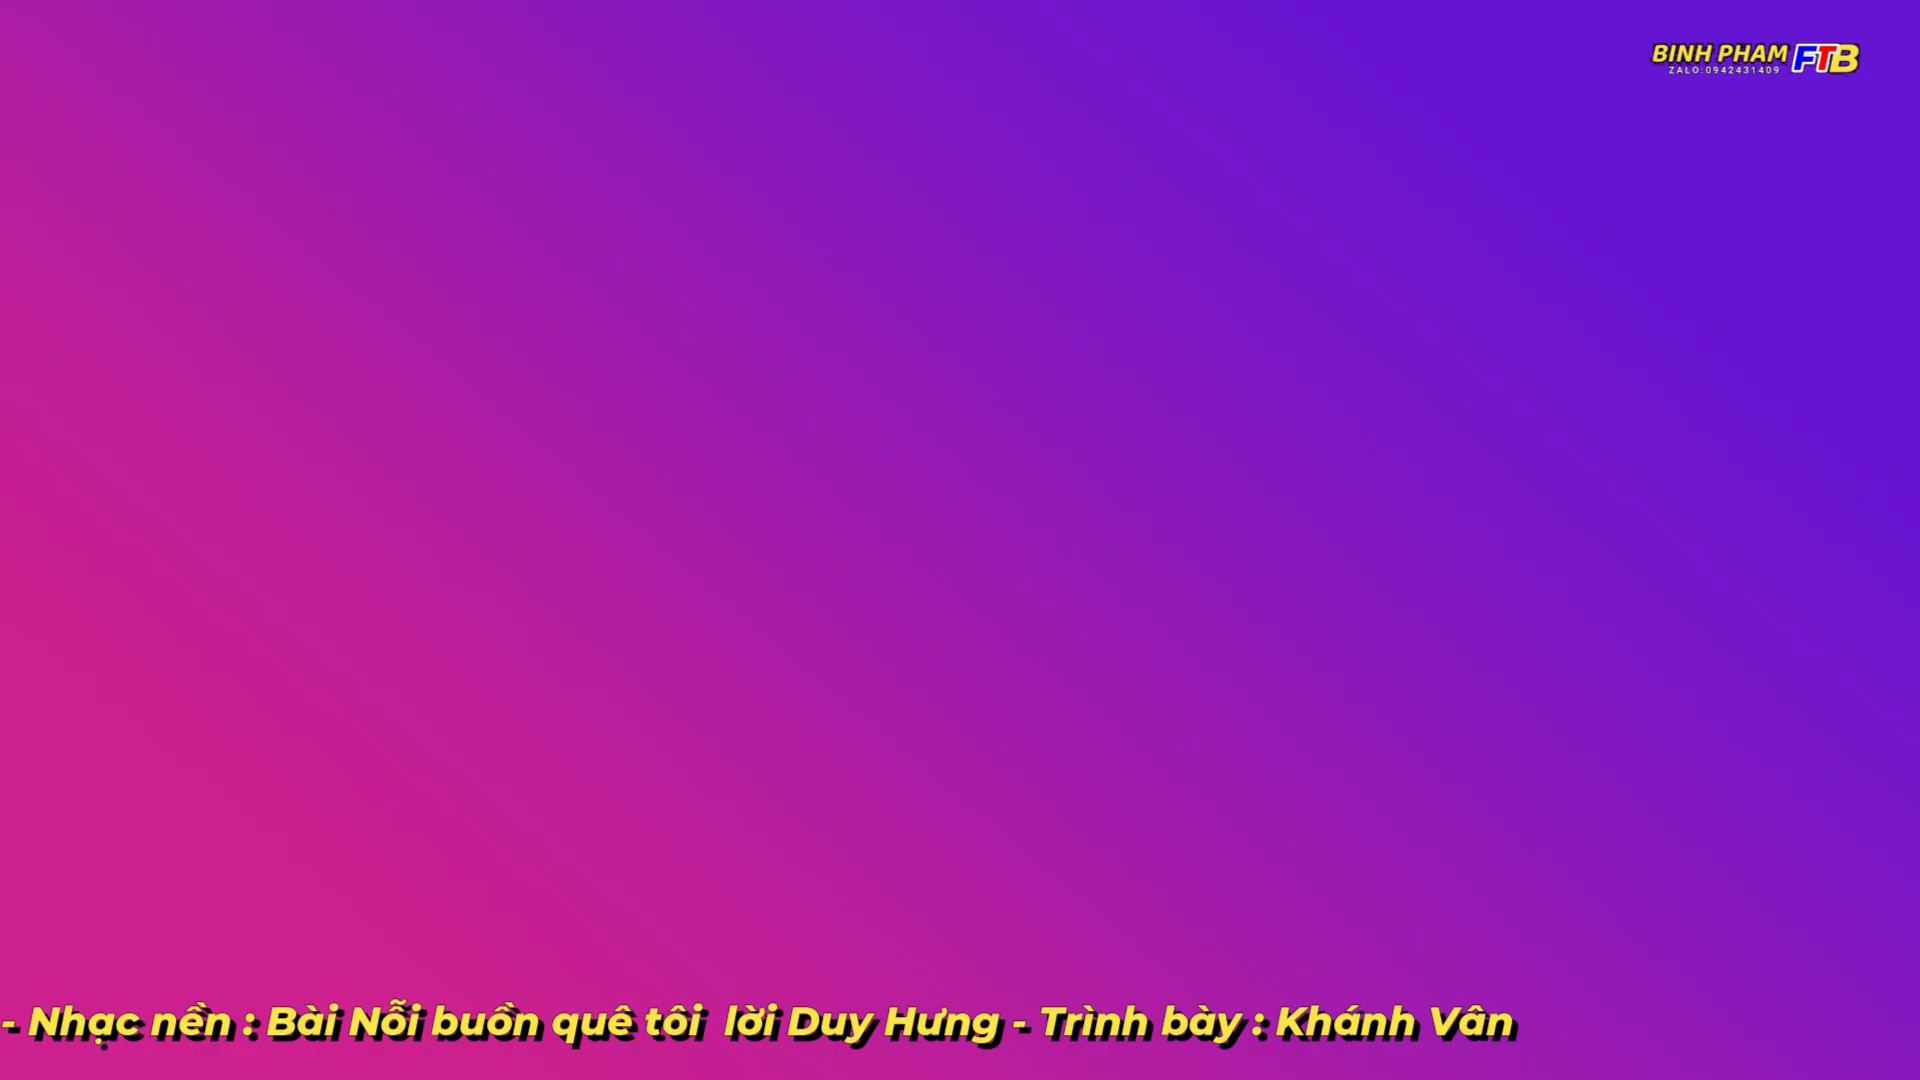 BINH PHAM FTB
ZALO:0942431409
- Nhạc nền : Bài Nỗi buồn quê tôi lời Duy Hưng - Trình bày : Khánh Vân